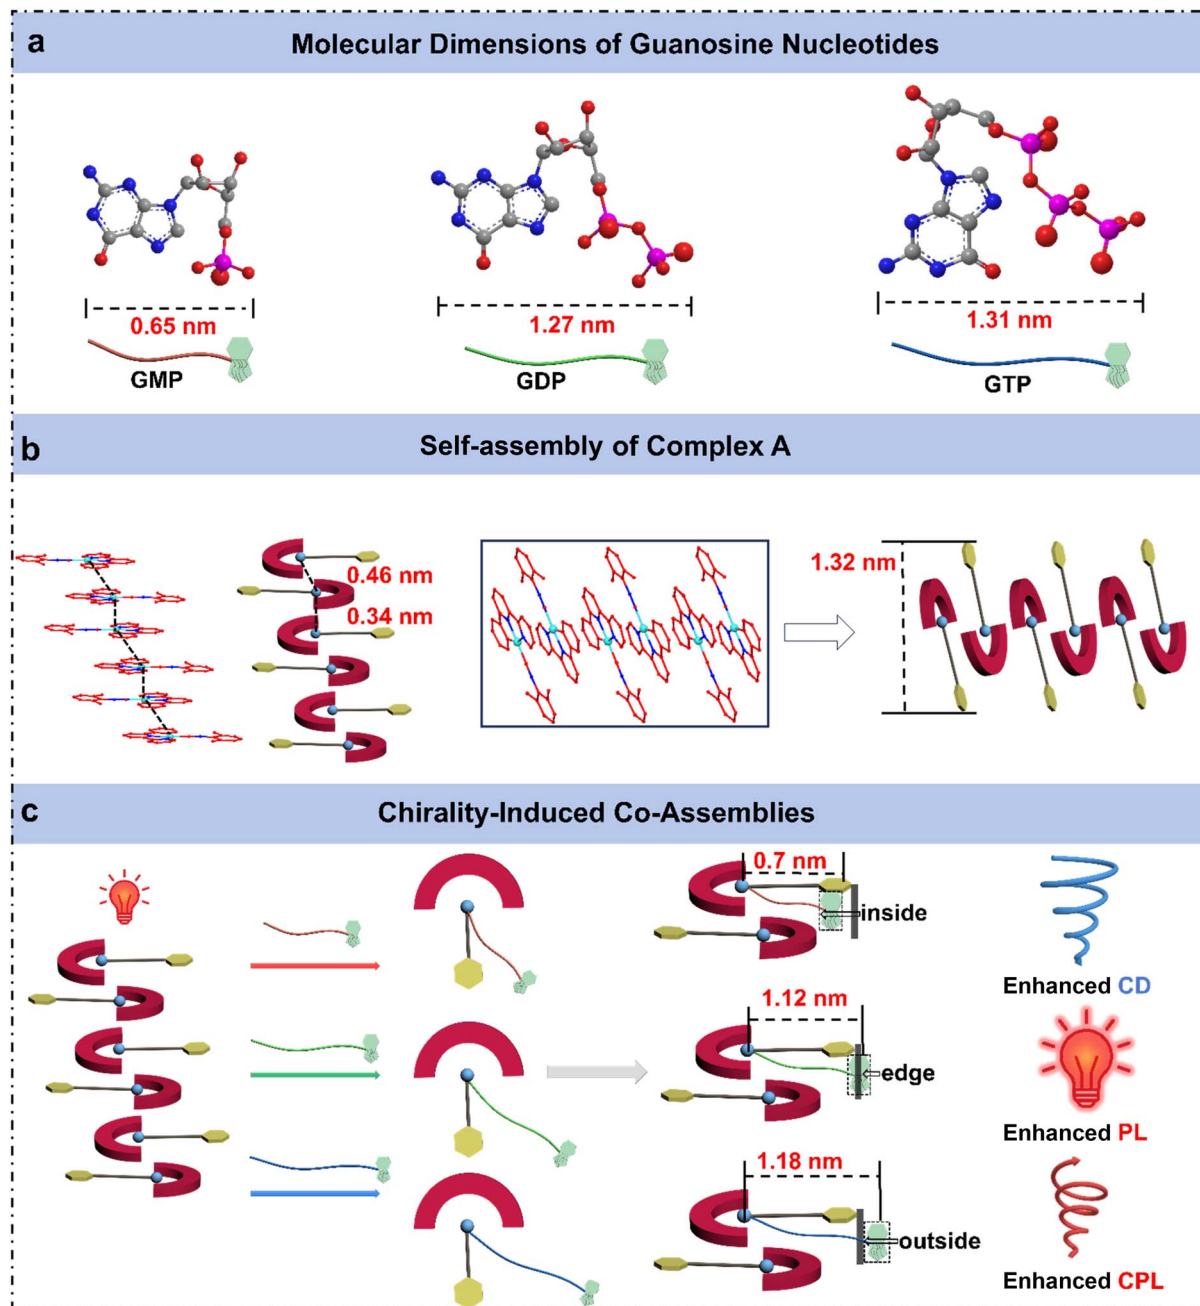 a
Molecular Dimensions of Guanosine Nucleotides
0.65 nm
1.27 nm
1.31 nm
GMP
GDP
GTP
b
Self-assembly of Complex A
0.46 nm
0.34 nm
1.32 nm
c
Chirality-Induced Co-Assemblies
0.7 nm
inside
Enhanced CD
1.12 nm
edge
Enhanced PL
1.18 nm
outside
Enhanced CPL